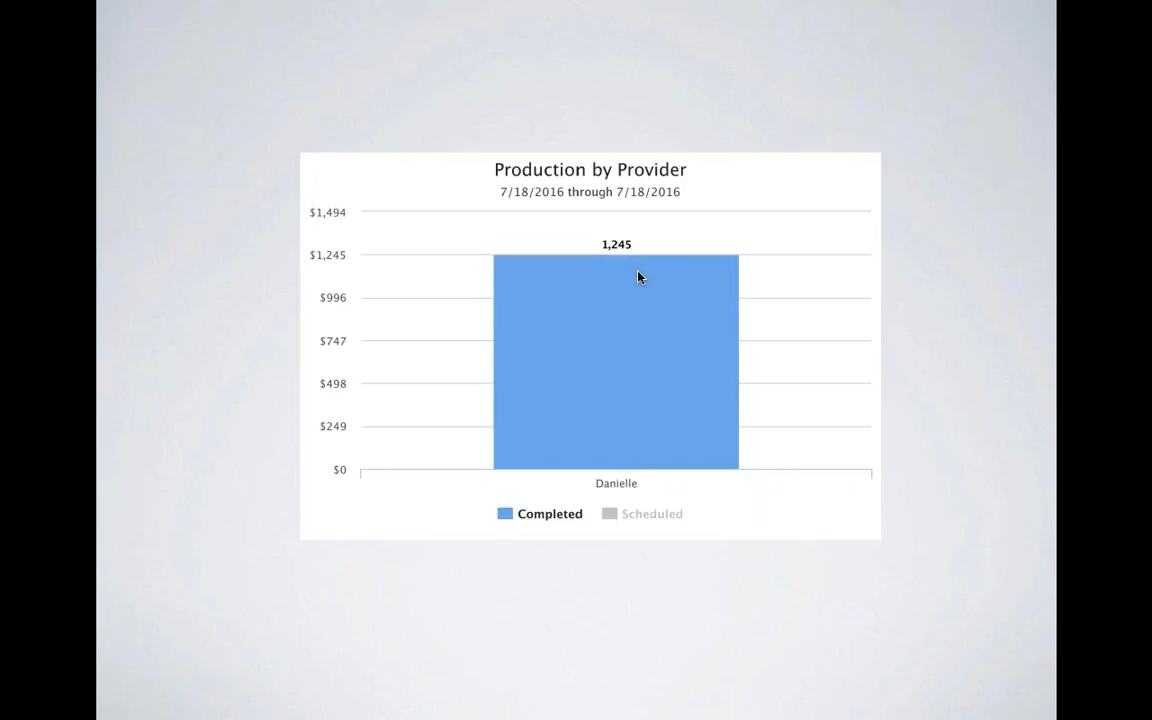 Production by Provider
7/18/2016 through 7/18/2016
$1,494
1,245
$1,245
$996
$747
$498
$249
$0
Danielle
Completed Scheduled